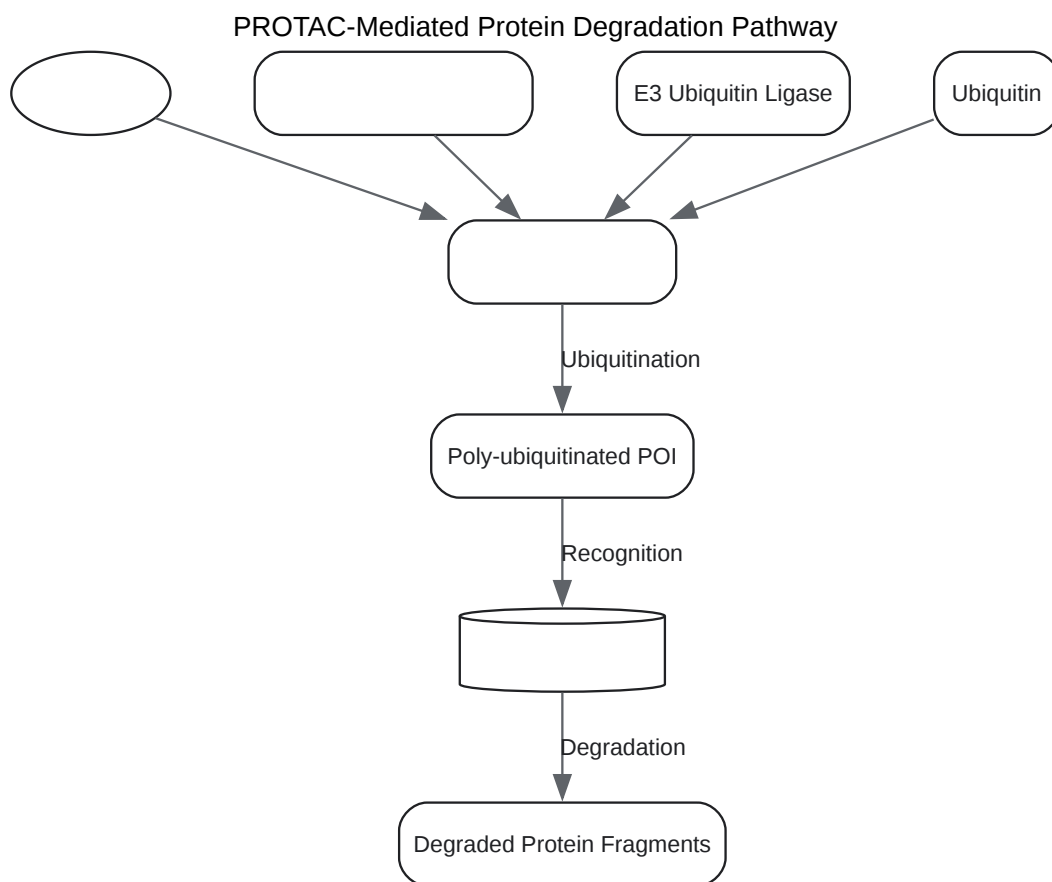 PROTAC-Mediated Protein Degradation Pathway
E3 Ubiquitin Ligase
Ubiquitin
Ubiquitination
Poly-ubiquitinated POI
Recognition
Degradation
Degraded Protein Fragments